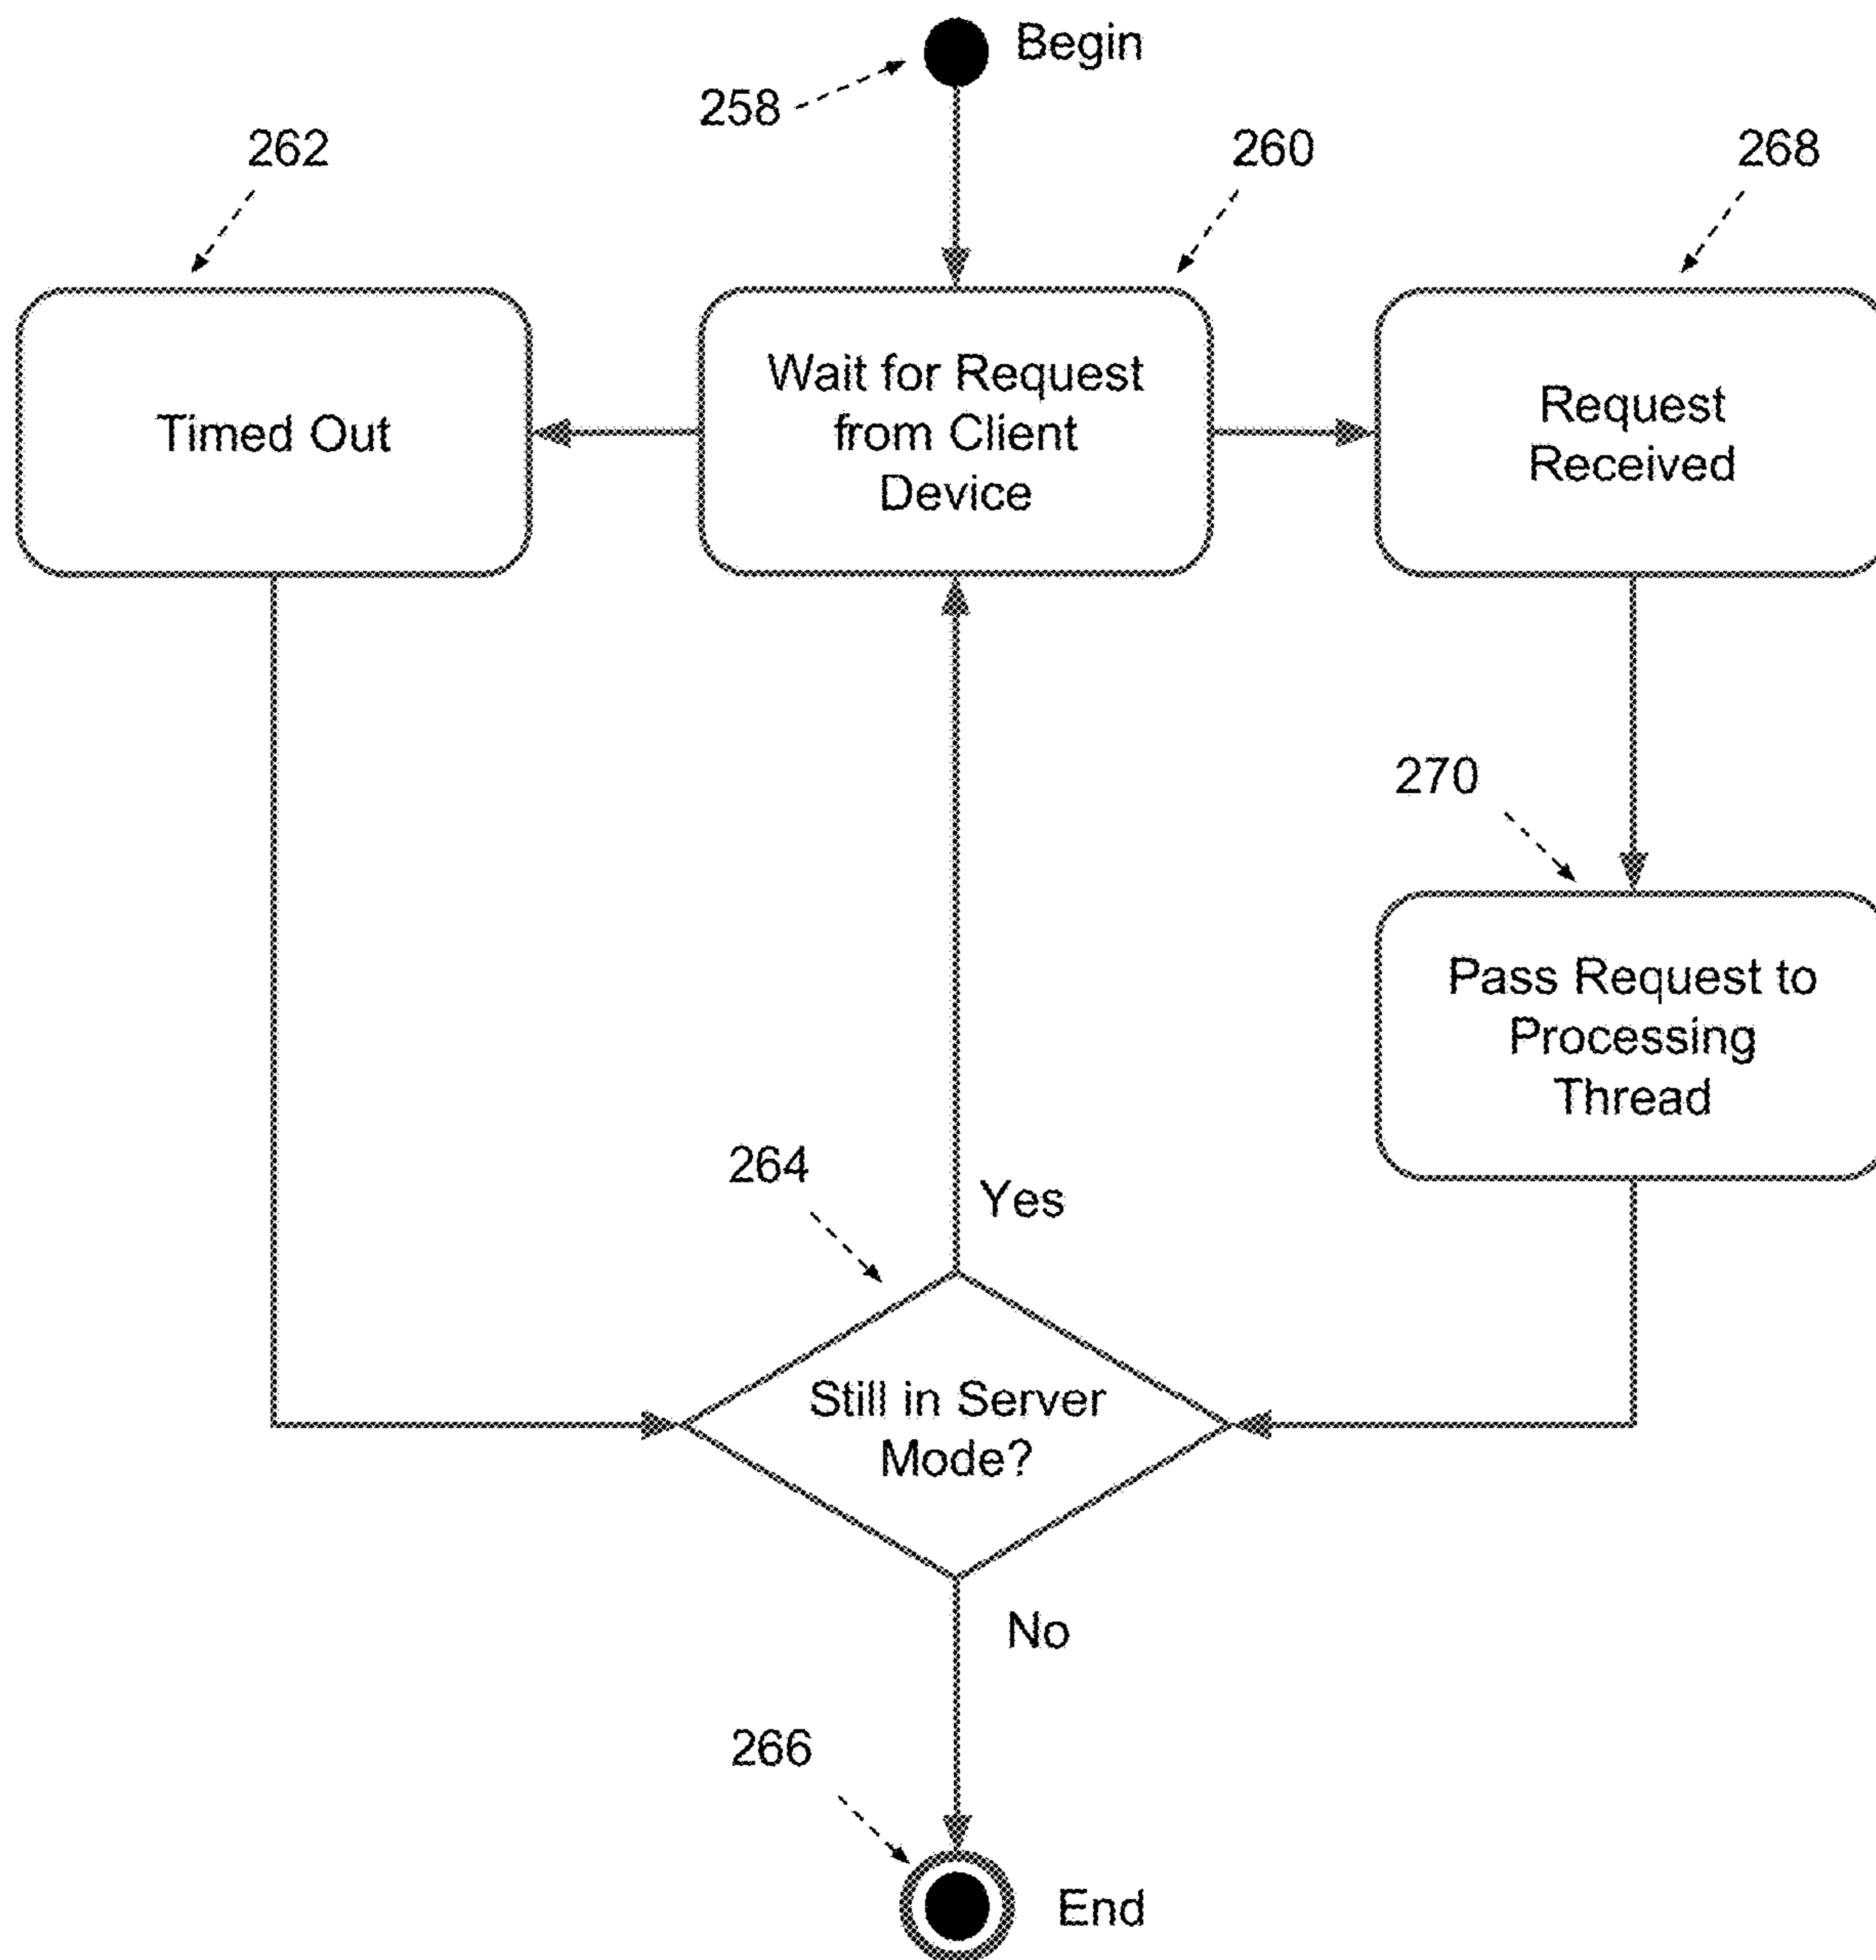 Begin
258
262
260
268
Timed Out
Wait for Request
from Client
Device
Request
Received
270
Pass Request to
Processing
Thread
264
Yes
Still in Server
Mode?
No
266
End